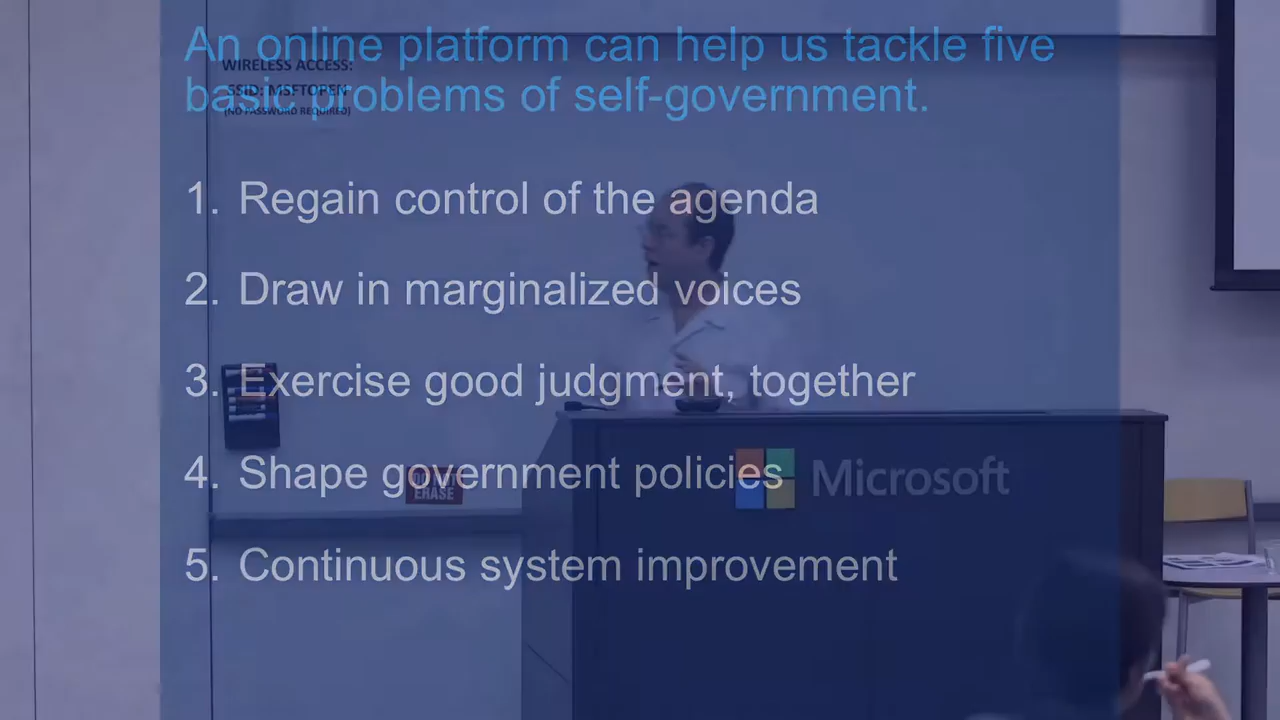 An online platform can help us tackle five
basic problems of self-government.
WIRELESS ACCESS:
SSID: MSFTOPEN
(NO PASSWORD REQUIRED)
1. Regain control of the agenda
2. Draw in marginalized voices
3. Exercise good judgment, together
4. Shape government policies
ERASE
Microsoft
5. Continuous system improvement